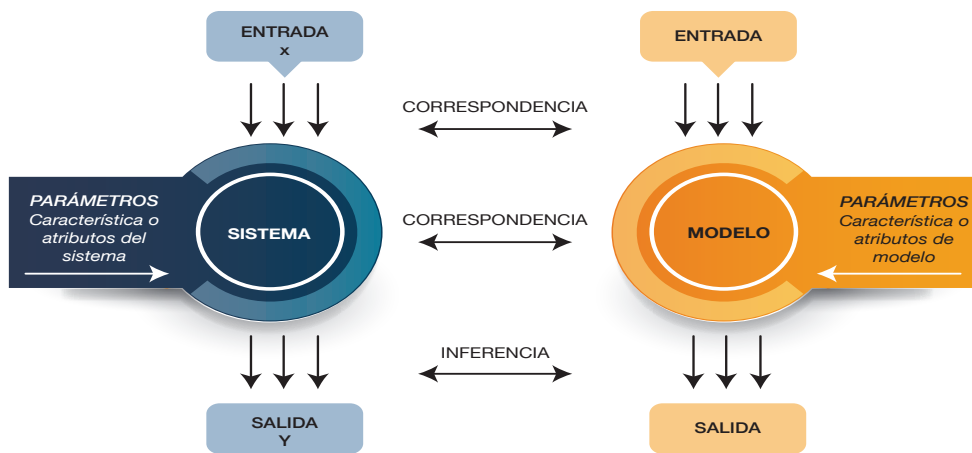 ENTRADA
x
ENTRADA
CORRESPONDENCIA
PARÁMETROS
Característica o
atributos del
sistema
SISTEMA
CORRESPONDENCIA
MODELO
PARÁMETROS
Característica o
atributos de
modelo
INFERENCIA
SALIDA
Y
SALIDA